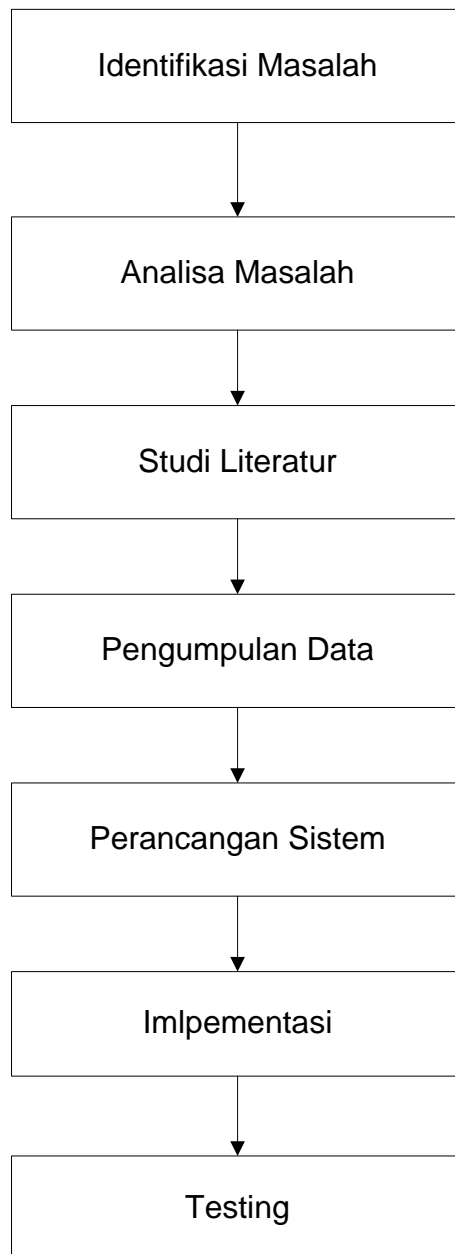 Identifikasi Masalah
Analisa Masalah
Studi Literatur
Pengumpulan Data
Perancangan Sistem
Imlpementasi
Testing